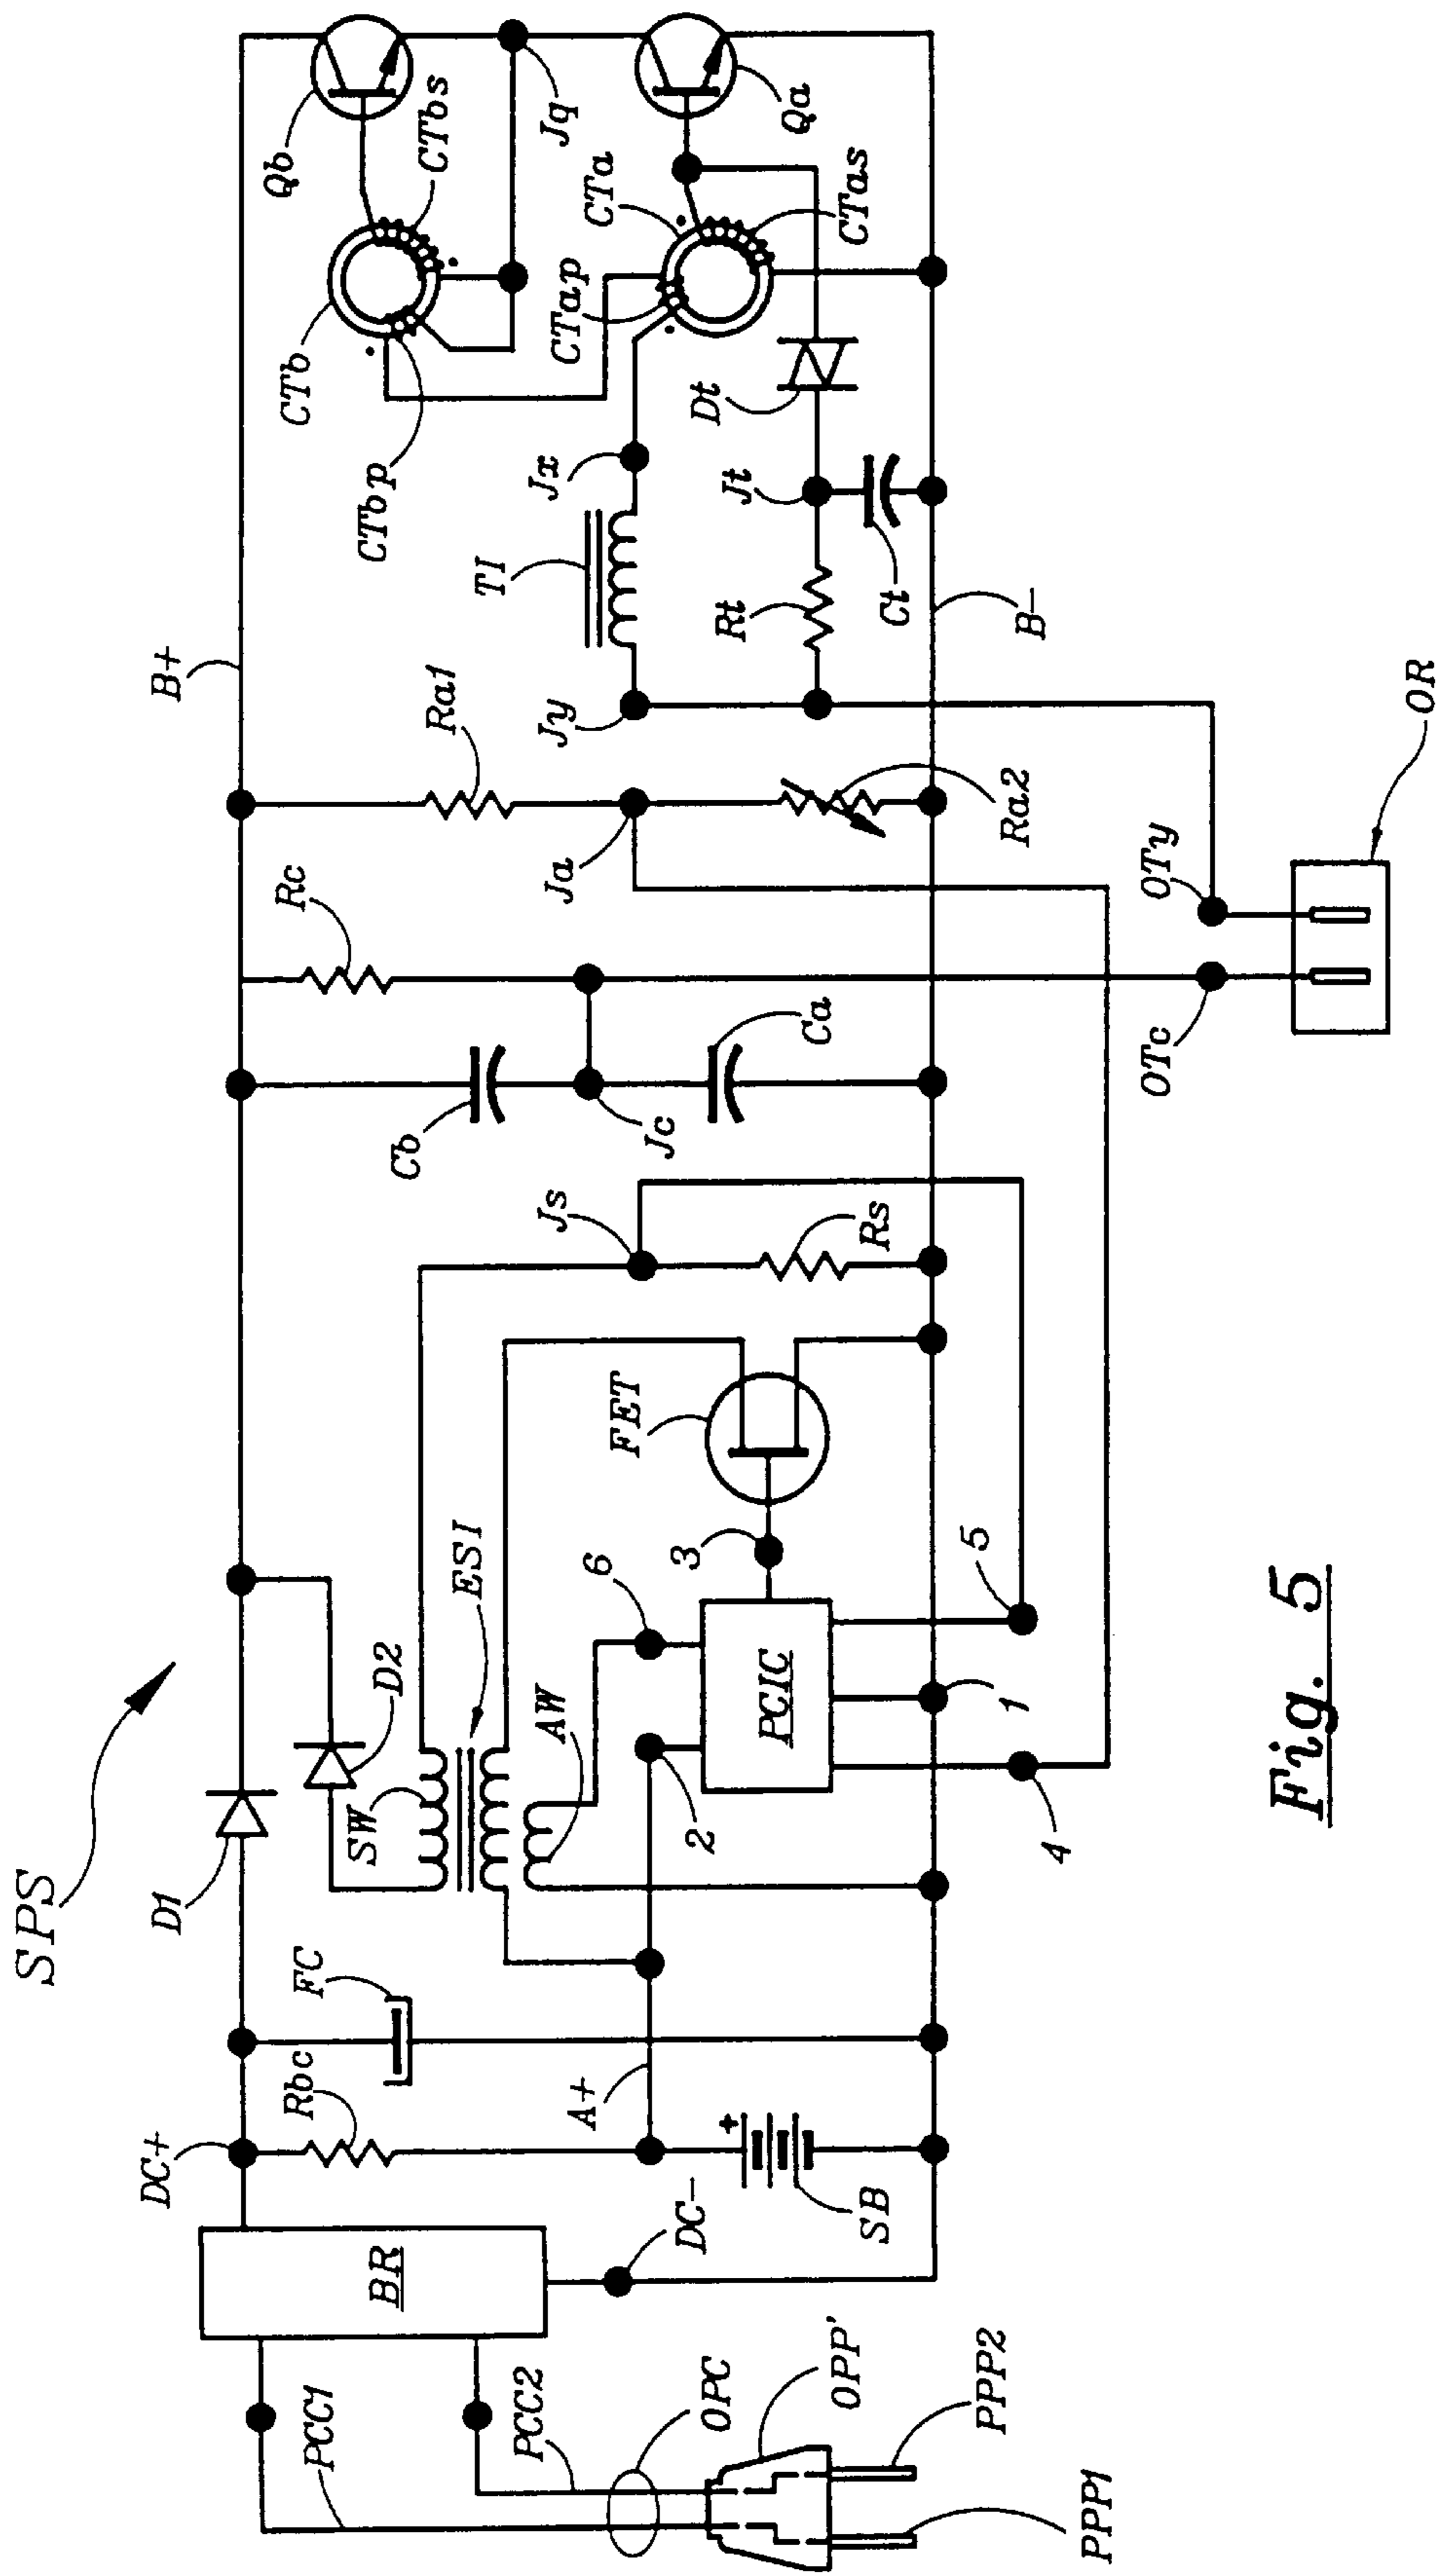 SPS
B+
Qb
CTbs
Jq
CTb
CTbp
CTa
Qa
CTap
CTas
Dt
Jx
TI
Jt
Rt
Ct
B-
Jy
Ra1
Ja
Ra2
Rc
OTy
OR
OTc
Ca
Cb
Jc
Js
Rs
FET
D1
D2
SW
ESI
AW
6
3
5
PCIC
2
1
4
FC
Rbc
DC+
A+
SB
DC-
BR
PCC1
PCC2
OPC
OPP'
PPP2
PPP1
Fig. 5